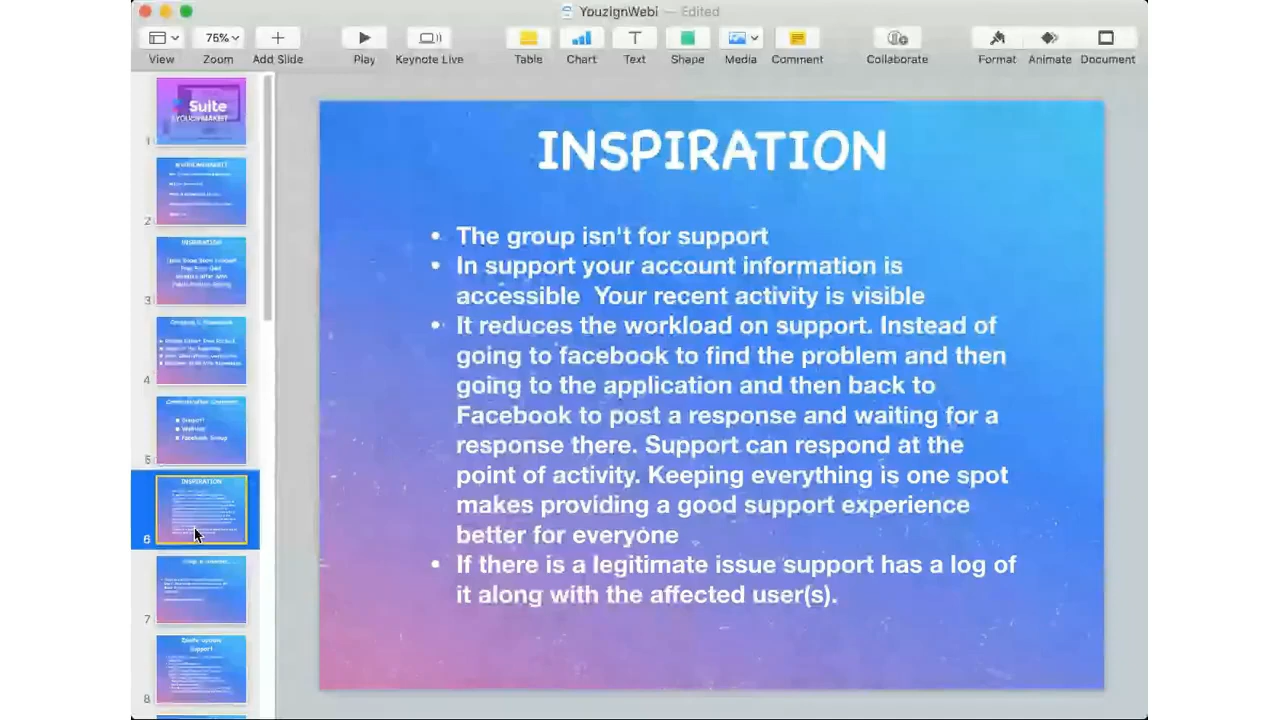 YouzignWebi — Edited
75%
View Zoom Add Slide Play Keynote Live Table Chart Text Shape Media Comment Collaborate Format Animate Document
Suite
1
2
INSPIRATION
3
4
5
INSPIRATION
6
7
Support
8
INSPIRATION
• The group isn't for support
• In support your account information is
accessible  Your recent activity is visible
• It reduces the workload on support. Instead of
going to facebook to find the problem and then
going to the application and then back to
Facebook to post a response and waiting for a
response there. Support can respond at the
point of activity. Keeping everything is one spot
makes providing a good support experience
better for everyone
• If there is a legitimate issue support has a log of
it along with the affected user(s).